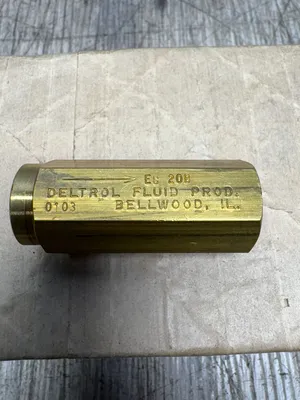 EC 20B
DELTROL FLUID PROD.
0103 BELLWOOD, IL.